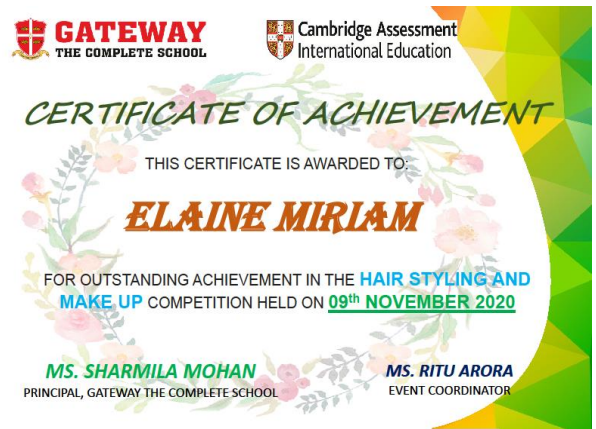 GATEWAY
THE COMPLETE SCHOOL
Cambridge Assessment
International Education
CERTIFICATE OF ACHIEVEMENT
THIS CERTIFICATE IS AWARDED TO:
ELAINE MIRIAM
FOR OUTSTANDING ACHIEVEMENT IN THE HAIR STYLING AND
MAKE UP COMPETITION HELD ON 09th NOVEMBER 2020
MS. SHARMILA MOHAN
PRINCIPAL, GATEWAY THE COMPLETE SCHOOL
MS. RITU ARORA
EVENT COORDINATOR